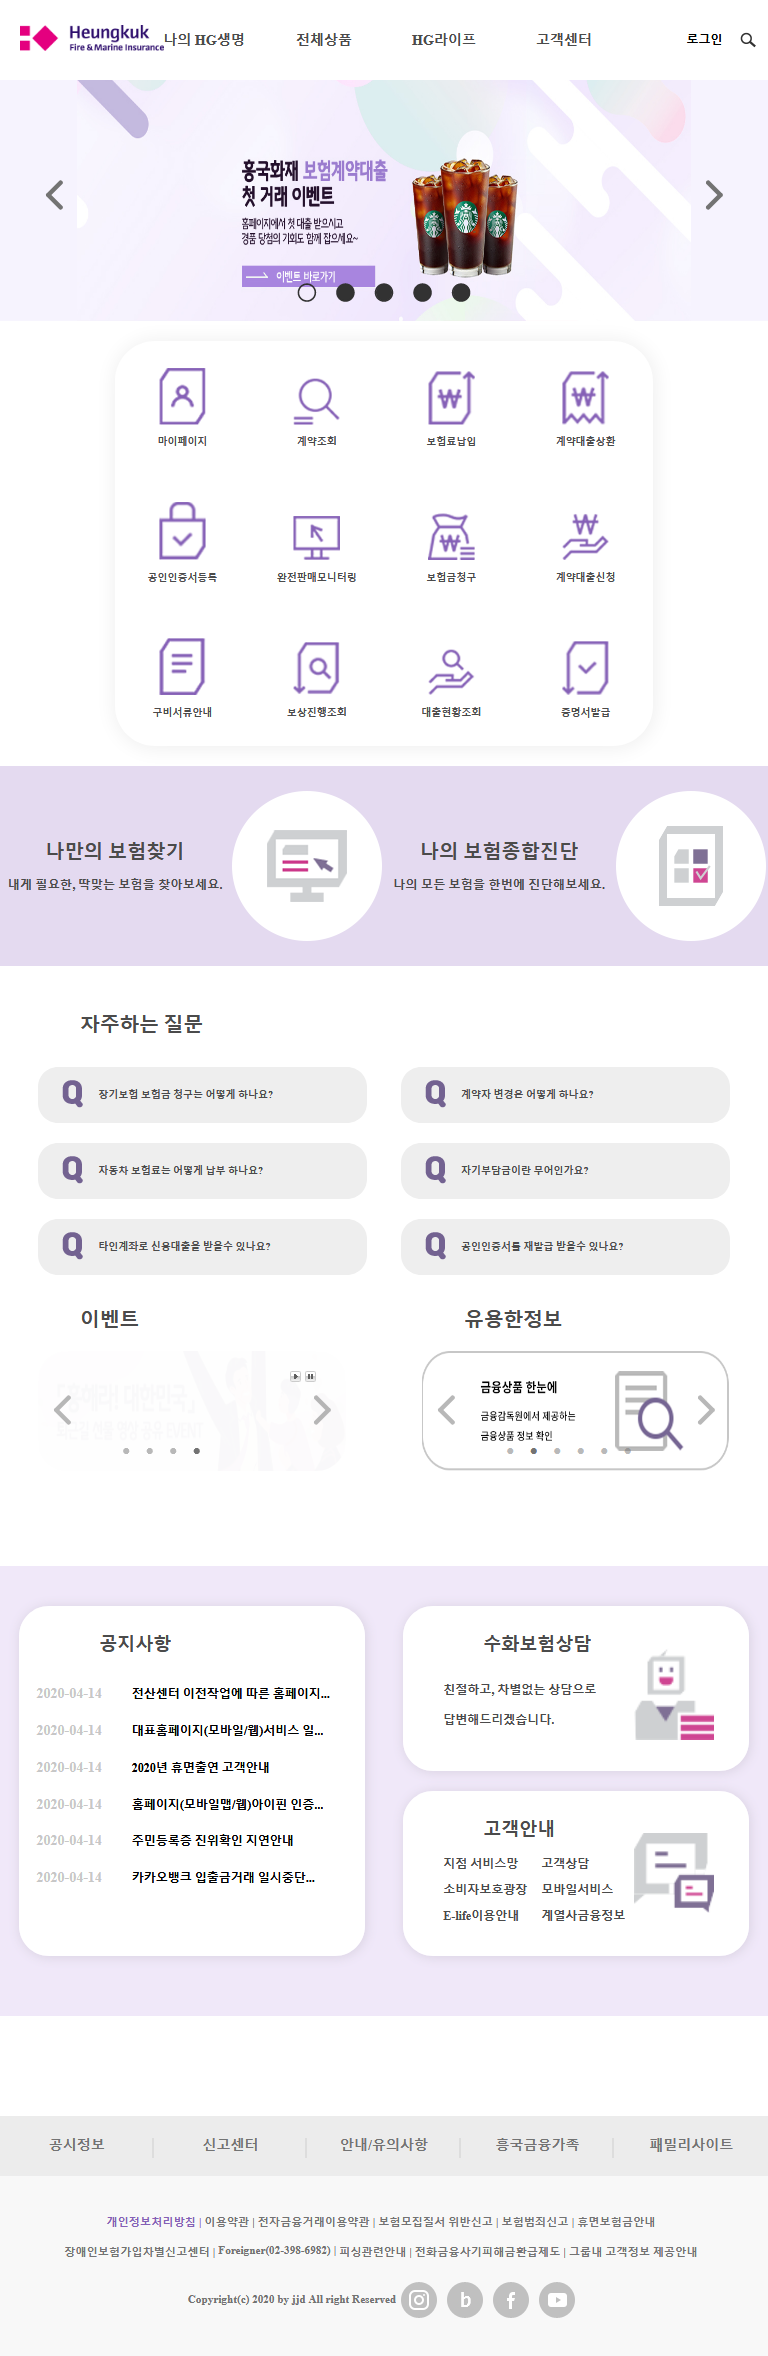 Heungkuk
Fire & Marine Insurance
나의 HG생명 전체상품 HG라이프 고객센터 로그인
흥국화재 보험계약대출
첫 거래 이벤트
홈페이지에서 첫 대출 받으시고
경품 당첨의 기회도 함께 잡으세요~
이벤트 바로가기
마이페이지 계약조회 보험료납입 계약대출상환
공인인증서등록 완전판매모니터링 보험금청구 계약대출신청
구비서류안내 보상진행조회 대출현황조회 증명서발급
나만의 보험찾기
내게 필요한, 딱맞는 보험을 찾아보세요.
나의 보험종합진단
나의 모든 보험을 한번에 진단해보세요.
자주하는 질문
Q 장기보험 보험금 청구는 어떻게 하나요?
Q 계약자 변경은 어떻게 하나요?
Q 자동차 보험료는 어떻게 납부 하나요?
Q 자기부담금이란 무어인가요?
Q 타인계좌로 신용대출을 받을수 있나요?
Q 공인인증서를 재발급 받을수 있나요?
이벤트
대한민국」
유용한정보
금융상품 한눈에
금융감독원에서 제공하는
금융상품 정보 확인
공지사항
2020-04-14 전산센터 이전작업에 따른 홈페이지...
2020-04-14 대표홈페이지(모바일/웹)서비스 일...
2020-04-14 2020년 휴면출연 고객안내
2020-04-14 홈페이지(모바일맵/웹)아이핀 인증...
2020-04-14 주민등록증 진위확인 지연안내
2020-04-14 카카오뱅크 입출금거래 일시중단...
수화보험상담
친절하고, 차별없는 상담으로
답변해드리겠습니다.
고객안내
지점 서비스망 고객상담
소비자보호광장 모바일서비스
E-life이용안내 계열사금융정보
공시정보 신고센터 안내/유의사항 흥국금융가족 패밀리사이트
개인정보처리방침 | 이용약관 | 전자금융거래이용약관 | 보험모집질서 위반신고 | 보험범죄신고 | 휴면보험금안내
장애인보험가입차별신고센터 | Foreigner(02-398-6982) | 피싱관련안내 | 전화금융사기피해금환급제도 | 그룹내 고객정보 제공안내
Copyright(c) 2020 by jjd All right Reserved